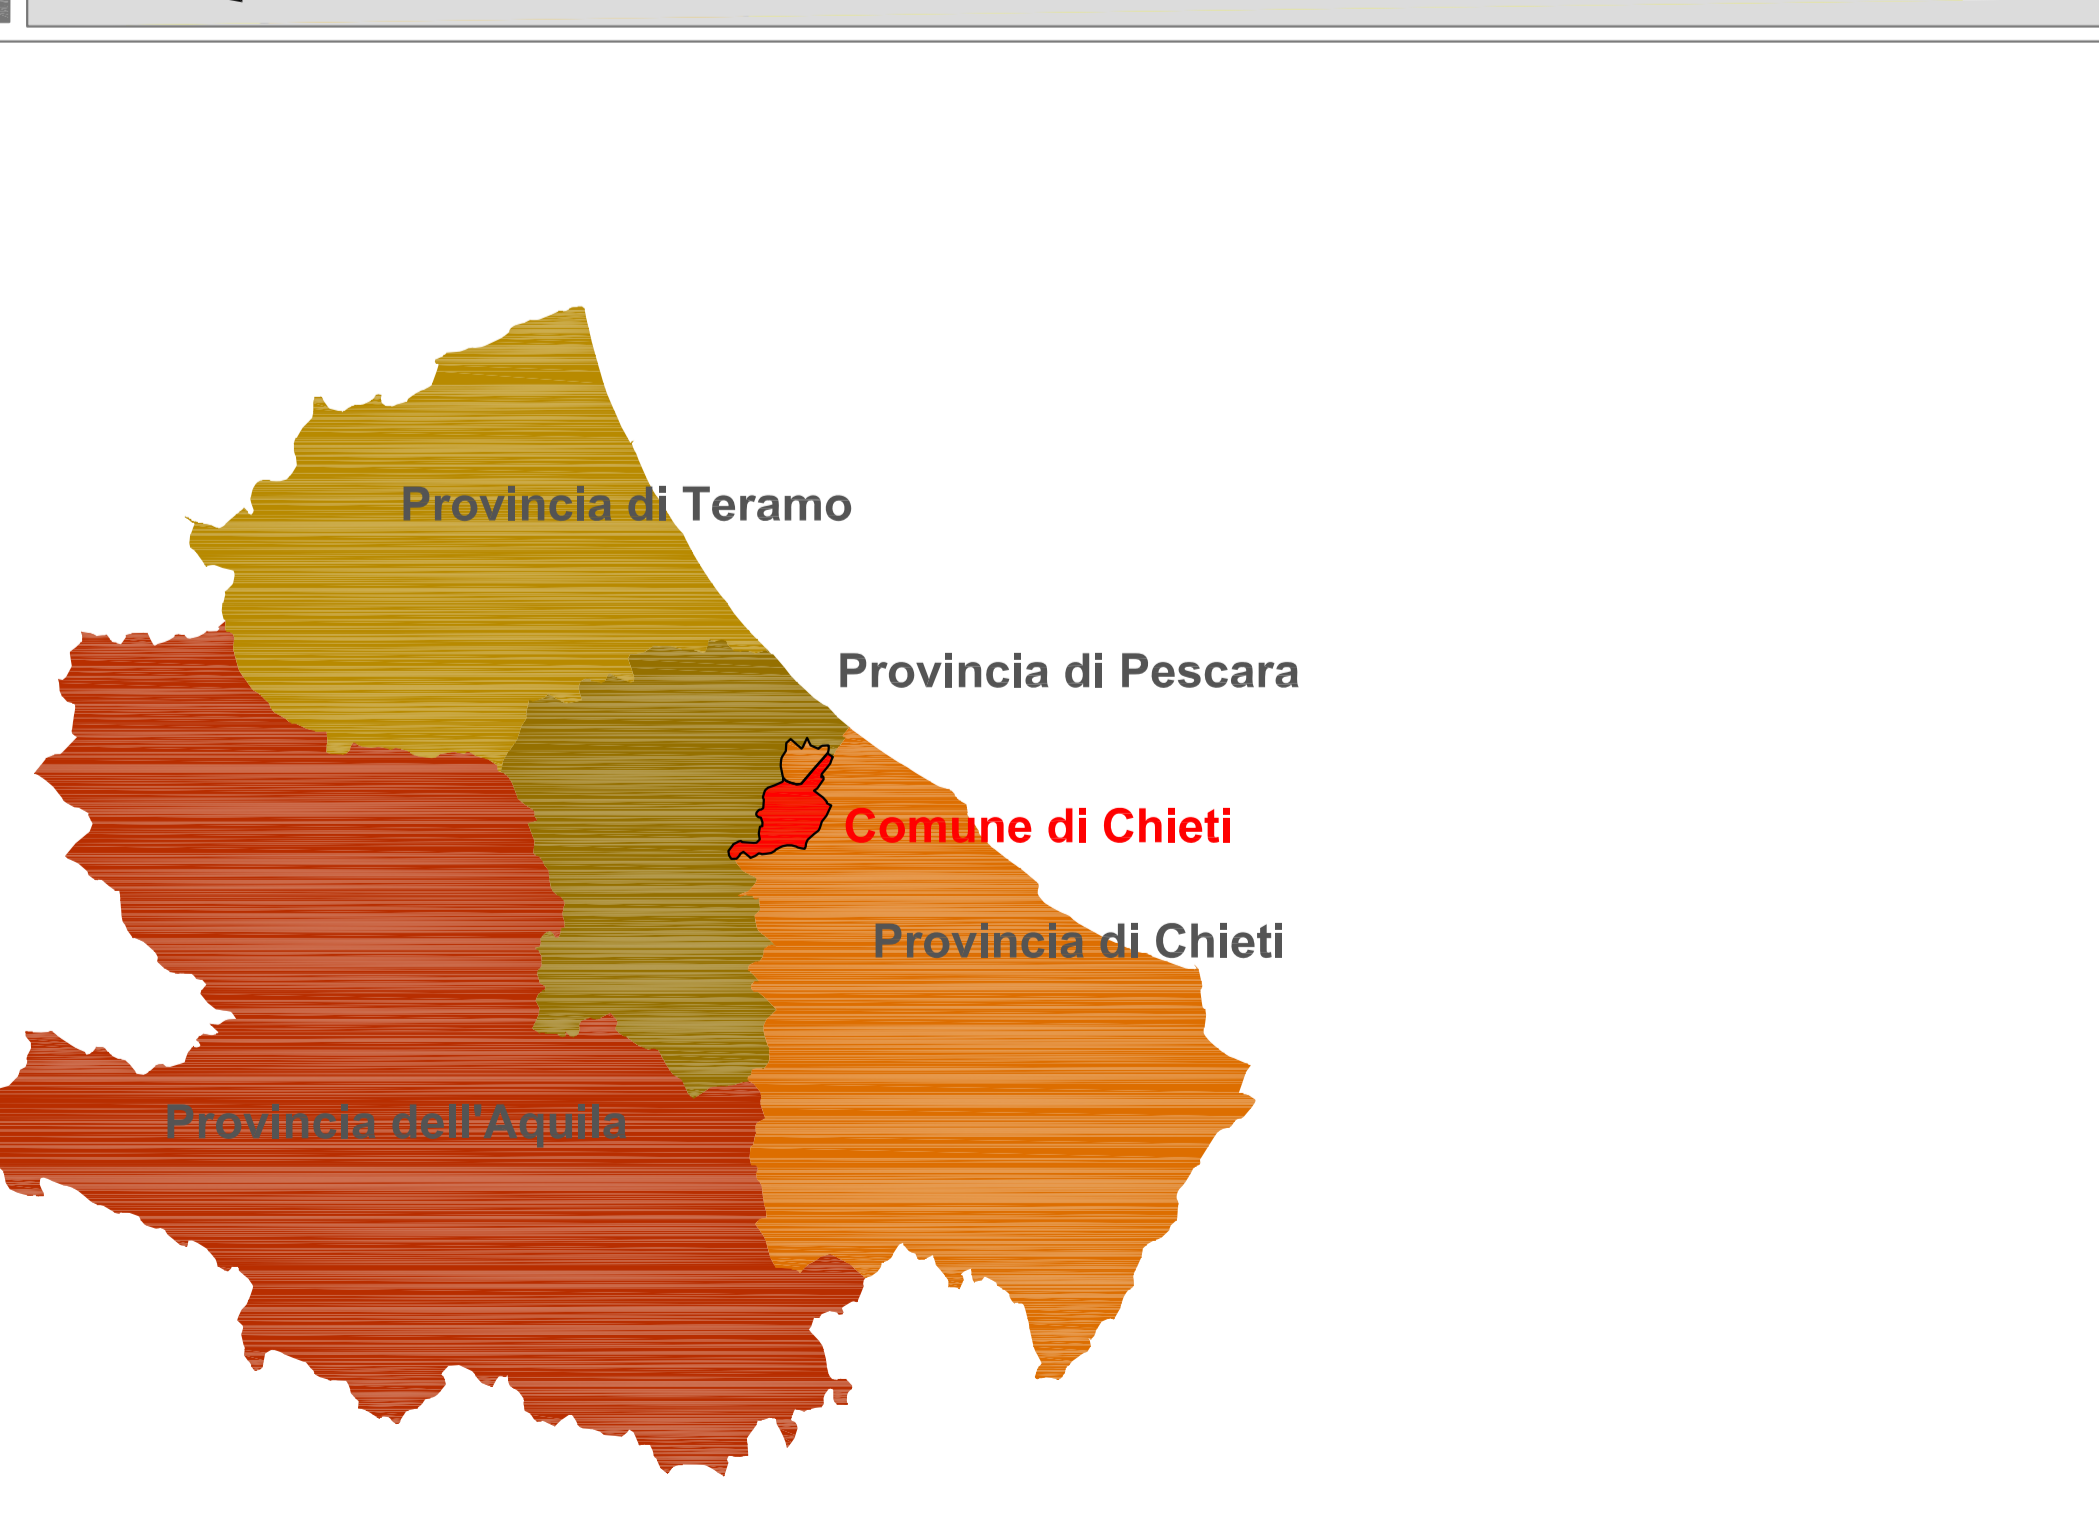 Provincia di Teramo
Provincia di Pescara
Comune di Chieti
Provincia di Chieti
Provincia dell'Aquila